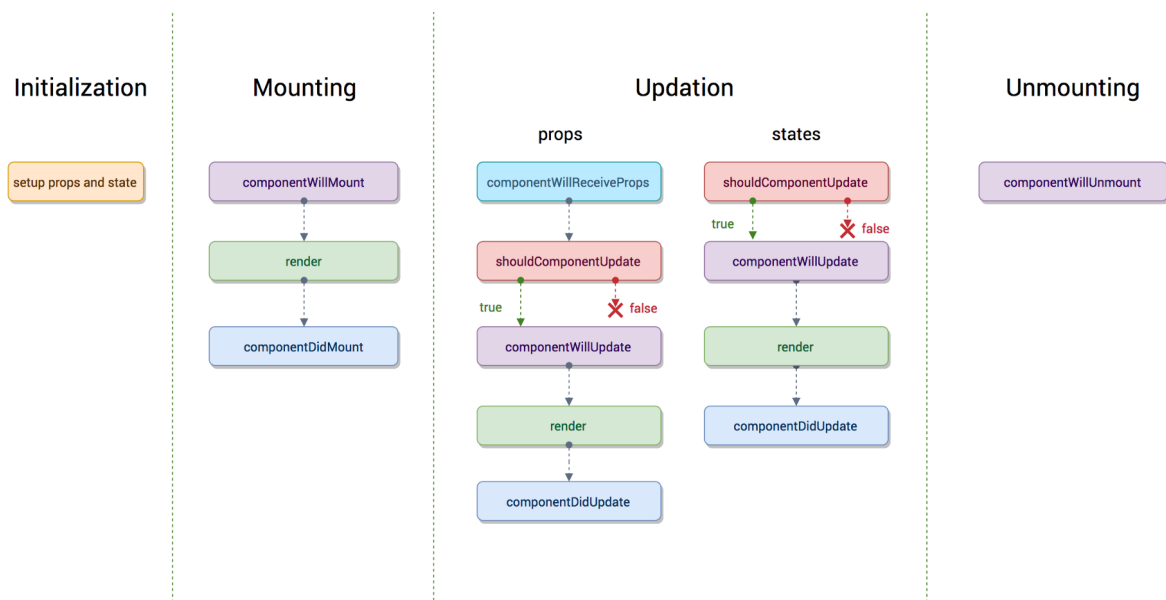 Initialization
Mounting
Updation
Unmounting
props
states
setup props and state
componentWillMount
render
componentDidMount
componentWillReceiveProps
shouldComponentUpdate
true
false
componentWillUpdate
render
componentDidUpdate
shouldComponentUpdate
true
false
componentWillUpdate
render
componentDidUpdate
componentWillUnmount